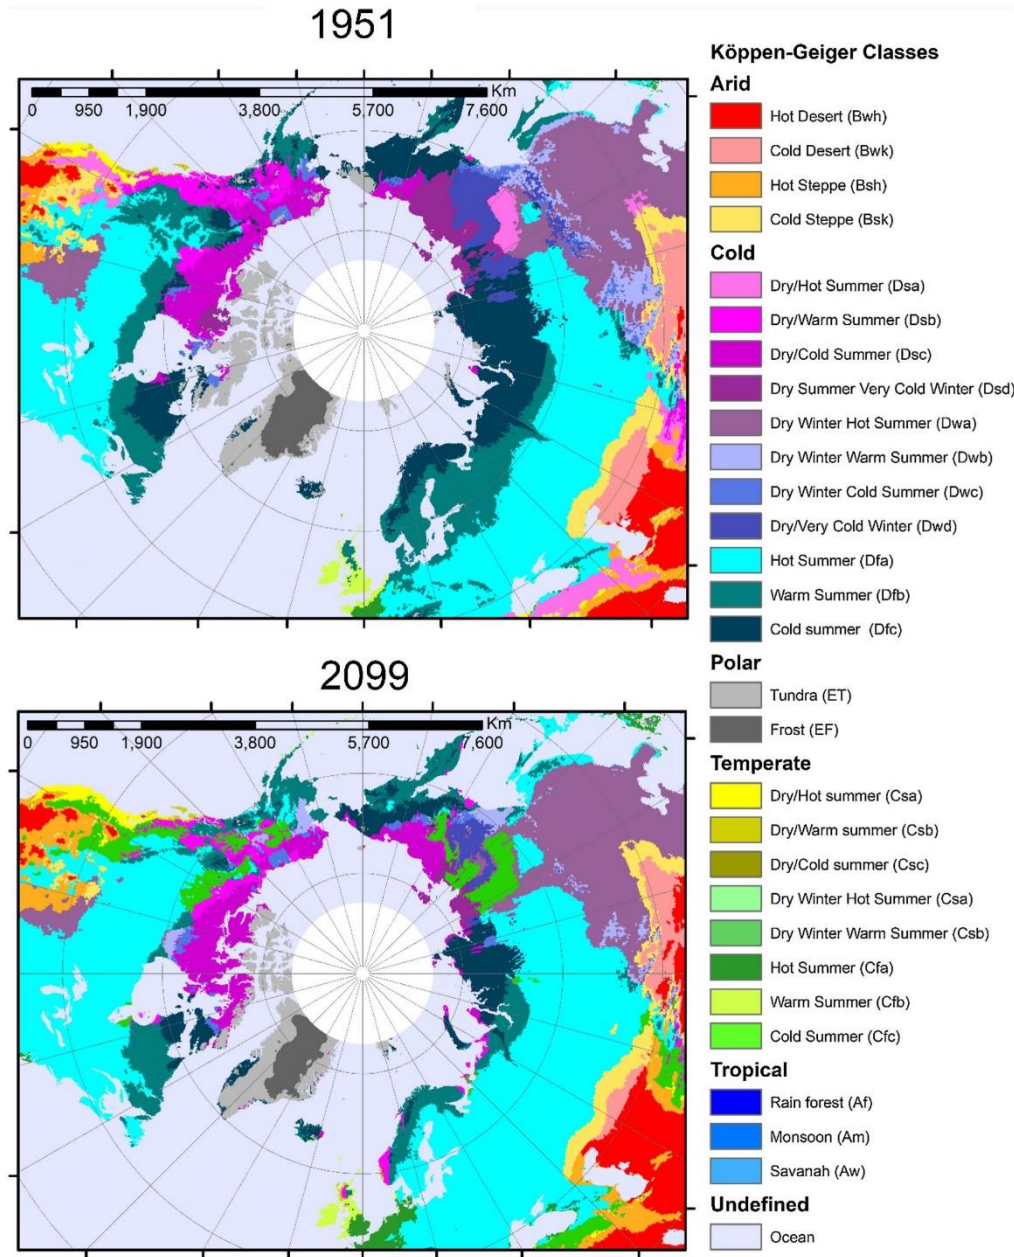 1951
Km
0 950 1,900 3,800 5,700 7,600
2099
Km
0 950 1,900 3,800 5,700 7,600
Köppen-Geiger Classes
Arid
Hot Desert (Bwh)
Cold Desert (Bwk)
Hot Steppe (Bsh)
Cold Steppe (Bsk)
Cold
Dry/Hot Summer (Dsa)
Dry/Warm Summer (Dsb)
Dry/Cold Summer (Dsc)
Dry Summer Very Cold Winter (Dsd)
Dry Winter Hot Summer (Dwa)
Dry Winter Warm Summer (Dwb)
Dry Winter Cold Summer (Dwc)
Dry/Very Cold Winter (Dwd)
Hot Summer (Dfa)
Warm Summer (Dfb)
Cold summer (Dfc)
Polar
Tundra (ET)
Frost (EF)
Temperate
Dry/Hot summer (Csa)
Dry/Warm summer (Csb)
Dry/Cold summer (Csc)
Dry Winter Hot Summer (Csa)
Dry Winter Warm Summer (Csb)
Hot Summer (Cfa)
Warm Summer (Cfb)
Cold Summer (Cfc)
Tropical
Rain forest (Af)
Monsoon (Am)
Savanah (Aw)
Undefined
Ocean